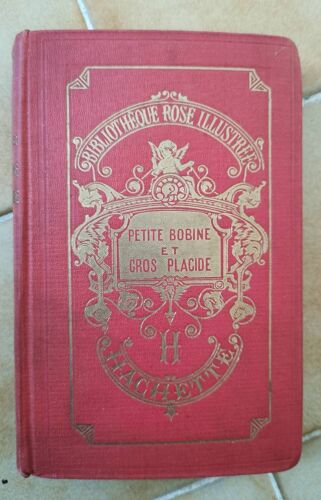 BIBLIOTHÈQUE ROSE ILLUSTRÉE
PETITE BOBINE
ET
GROS PLACIDE
H
HACHETTE